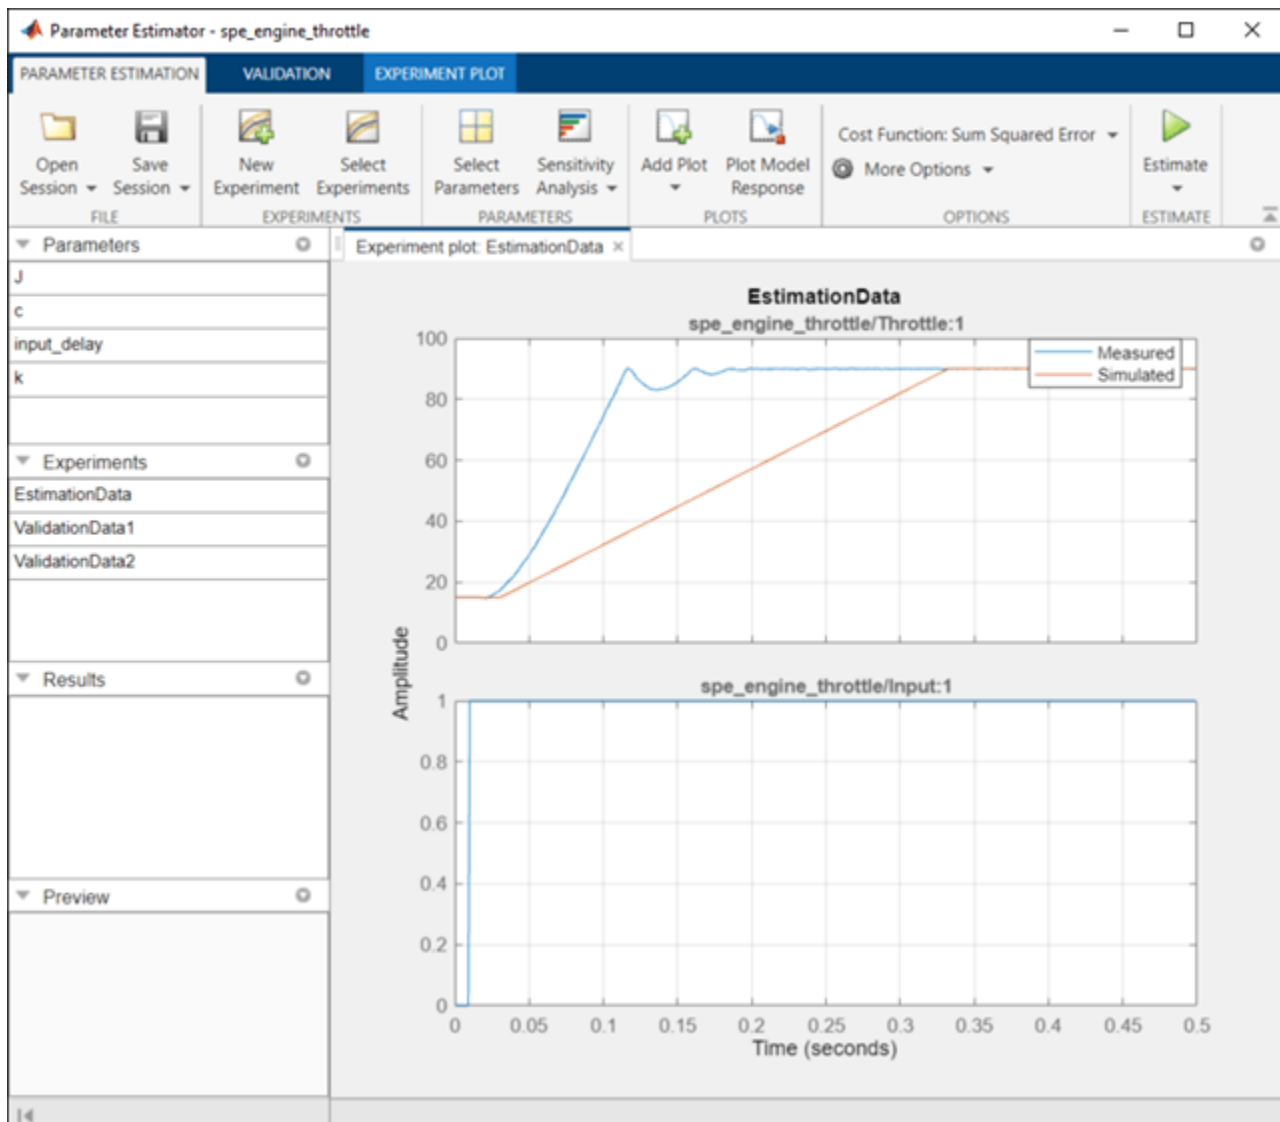 Parameter Estimator - spe_engine_throttle
PARAMETER ESTIMATION VALIDATION EXPERIMENT PLOT
Open Session
Save Session
New Experiment
Select Experiments
Select Parameters
Sensitivity Analysis
Add Plot
Plot Model Response
Cost Function: Sum Squared Error
More Options
Estimate
FILE EXPERIMENTS PARAMETERS PLOTS OPTIONS ESTIMATE
Parameters
J
c
input_delay
k
Experiments
EstimationData
ValidationData1
ValidationData2
Results
Preview
Experiment plot: EstimationData
EstimationData
spe_engine_throttle/Throttle:1
100
80
60
40
20
0
Measured
Simulated
Amplitude
spe_engine_throttle/Input:1
1
0.8
0.6
0.4
0.2
0
0 0.05 0.1 0.15 0.2 0.25 0.3 0.35 0.4 0.45 0.5
Time (seconds)